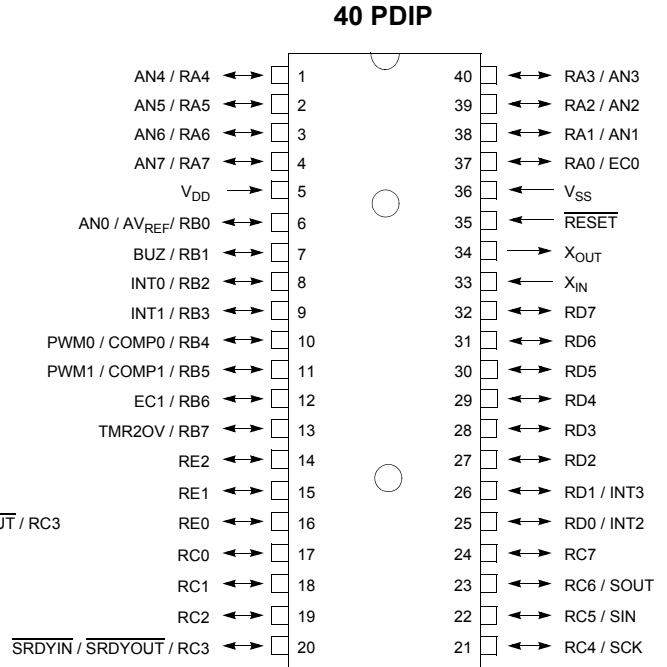 40 PDIP
AN4 / RA4 1 40 RA3 / AN3
AN5 / RA5 2 39 RA2 / AN2
AN6 / RA6 3 38 RA1 / AN1
AN7 / RA7 4 37 RA0 / EC0
VDD 5 36 VSS
AN0 / AVREF/ RB0 6 35 RESET
BUZ / RB1 7 34 XOUT
INT0 / RB2 8 33 XIN
INT1 / RB3 9 32 RD7
PWM0 / COMP0 / RB4 10 31 RD6
PWM1 / COMP1 / RB5 11 30 RD5
EC1 / RB6 12 29 RD4
TMR2OV / RB7 13 28 RD3
RE2 14 27 RD2
RE1 15 26 RD1 / INT3
UT / RC3 RE0 16 25 RD0 / INT2
RC0 17 24 RC7
RC1 18 23 RC6 / SOUT
RC2 19 22 RC5 / SIN
SRDYIN / SRDYOUT / RC3 20 21 RC4 / SCK